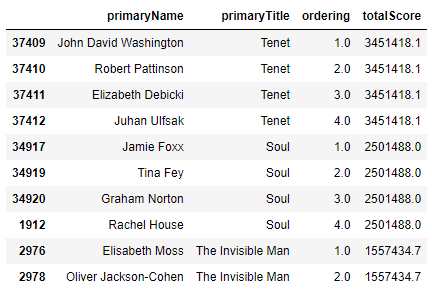 primaryName primaryTitle ordering totalScore
37409 John David Washington Tenet 1.0 3451418.1
37410 Robert Pattinson Tenet 2.0 3451418.1
37411 Elizabeth Debicki Tenet 3.0 3451418.1
37412 Juhan Ulfsak Tenet 4.0 3451418.1
34917 Jamie Foxx Soul 1.0 2501488.0
34919 Tina Fey Soul 2.0 2501488.0
34920 Graham Norton Soul 3.0 2501488.0
1912 Rachel House Soul 4.0 2501488.0
2976 Elisabeth Moss The Invisible Man 1.0 1557434.7
2978 Oliver Jackson-Cohen The Invisible Man 2.0 1557434.7